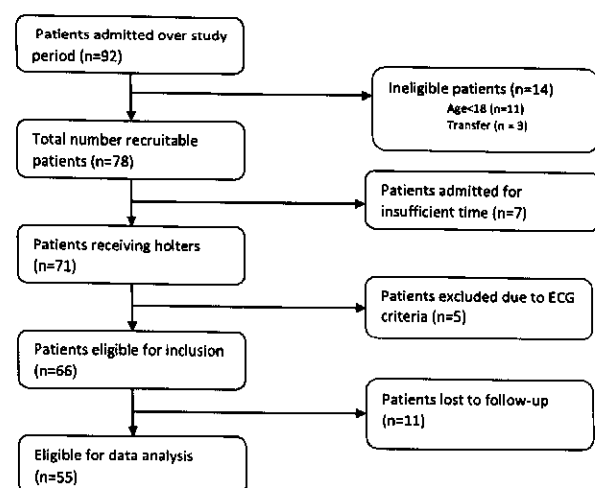 Patients admitted over study
period (n=92)
Ineligible patients (n=14)
Age<18 (n=11)
Transfer (n = 3)
Total number recruitable
patients (n=78)
Patients admitted for
insufficient time (n=7)
Patients receiving holters
(n=71)
Patients excluded due to ECG
criteria (n=5)
Patients eligible for inclusion
(n=66)
Patients lost to follow-up
(n=11)
Eligible for data analysis
(n=55)